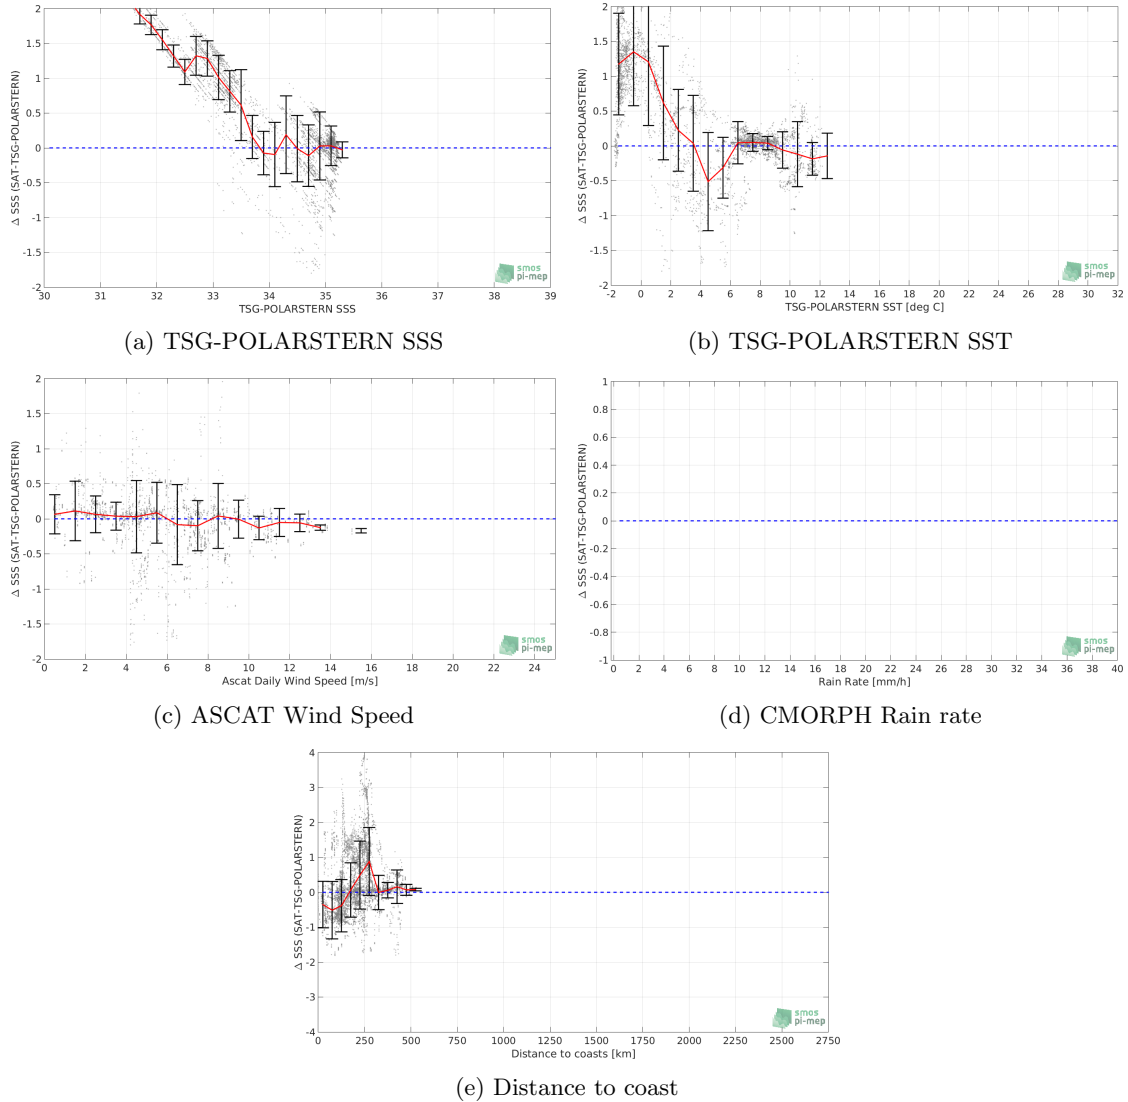 2
1.5
1
0.5
0
-0.5
-1
-1.5
-2
Δ SSS (SAT-TSG-POLARSTERN)
30 31 32 33 34 35 36 37 38 39
TSG-POLARSTERN SSS
smos
pi-mep
(a) TSG-POLARSTERN SSS
2
1.5
1
0.5
0
-0.5
-1
-1.5
-2
Δ SSS (SAT-TSG-POLARSTERN)
-2 0 2 4 6 8 10 12 14 16 18 20 22 24 26 28 30 32
TSG-POLARSTERN SST [deg C]
smos
pi-mep
(b) TSG-POLARSTERN SST
2
1.5
1
0.5
0
-0.5
-1
-1.5
-2
Δ SSS (SAT-TSG-POLARSTERN)
0 2 4 6 8 10 12 14 16 18 20 22 24
Ascat Daily Wind Speed [m/s]
smos
pi-mep
(c) ASCAT Wind Speed
1
0.8
0.6
0.4
0.2
0
-0.2
-0.4
-0.6
-0.8
-1
Δ SSS (SAT-TSG-POLARSTERN)
0 2 4 6 8 10 12 14 16 18 20 22 24 26 28 30 32 34 36 38 40
Rain Rate [mm/h]
smos
pi-mep
(d) CMORPH Rain rate
4
3
2
1
0
-1
-2
-3
-4
Δ SSS (SAT-TSG-POLARSTERN)
0 250 500 750 1000 1250 1500 1750 2000 2250 2500 2750
Distance to coasts [km]
smos
pi-mep
(e) Distance to coast